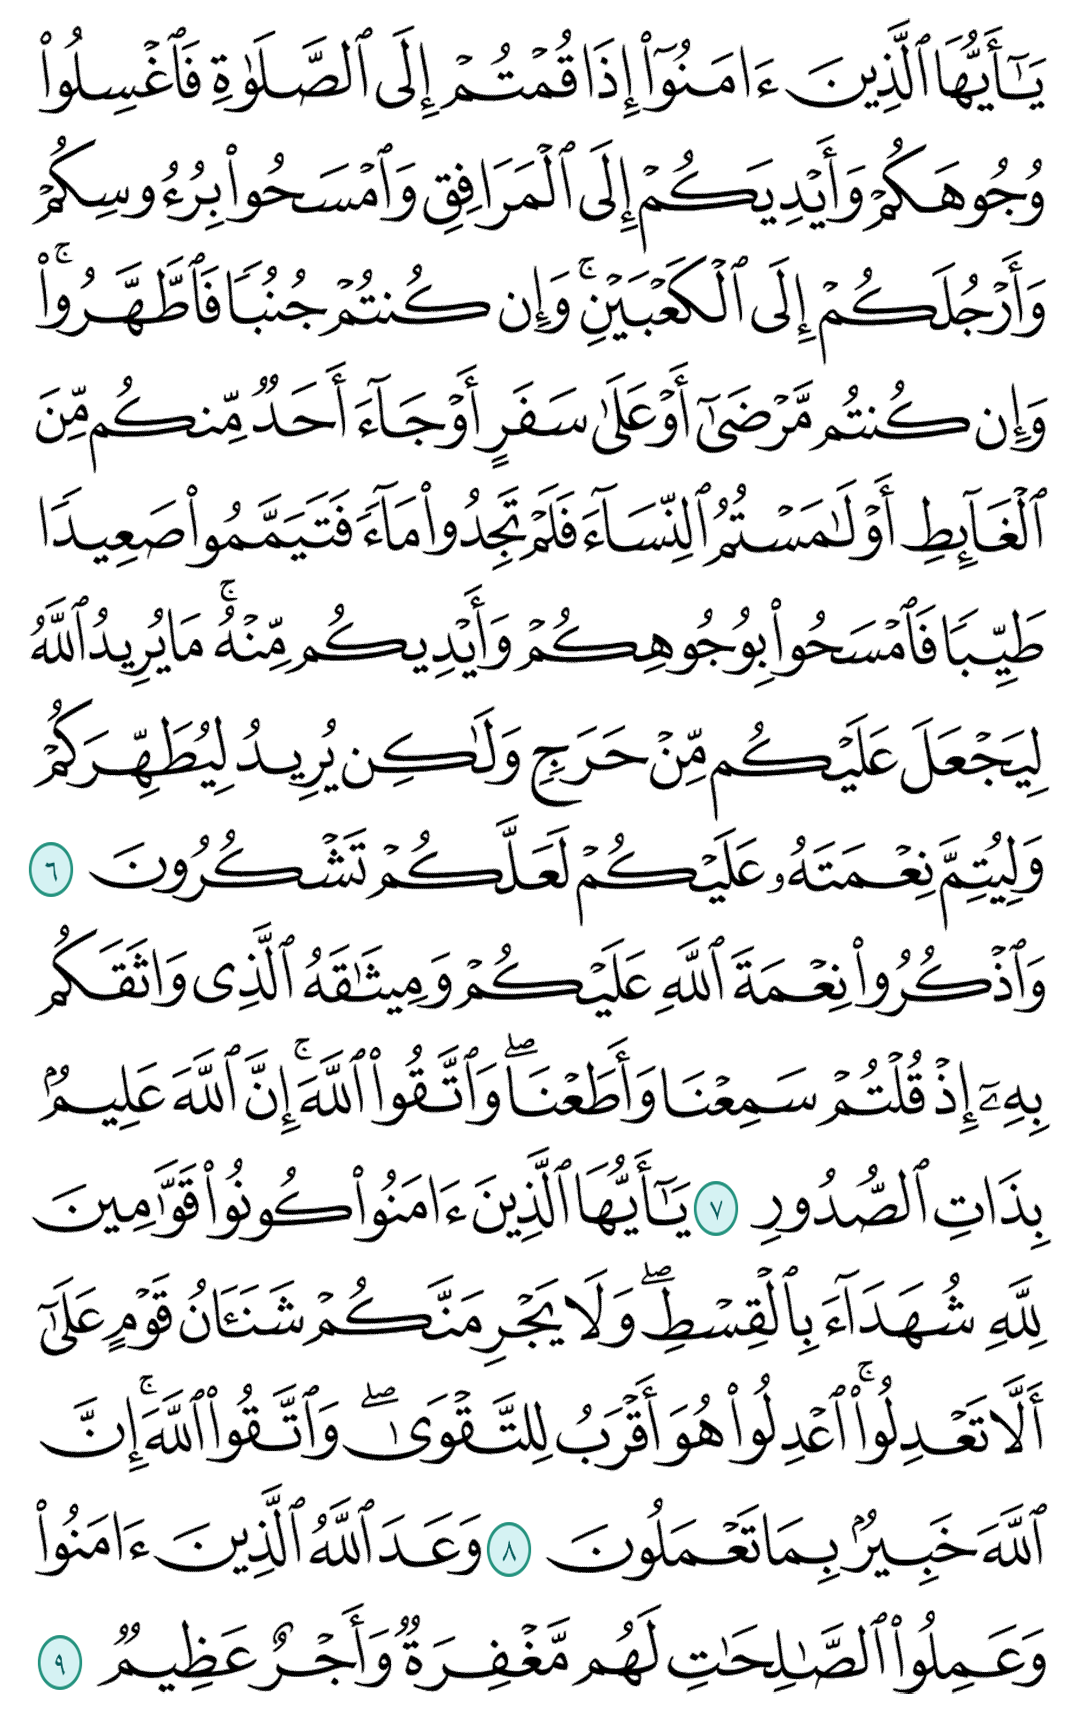 يَـٰٓأَيُّهَا ٱلَّذِينَ ءَامَنُوٓا۟ إِذَا قُمْتُمْ إِلَى ٱلصَّلَوٰةِ فَٱغْسِلُوا۟
وُجُوهَكُمْ وَأَيْدِيَكُمْ إِلَى ٱلْمَرَافِقِ وَٱمْسَحُوا۟ بِرُءُوسِكُمْ
وَأَرْجُلَكُمْ إِلَى ٱلْكَعْبَيْنِ ۚ وَإِن كُنتُمْ جُنُبًا فَٱطَّهَّرُوا۟ ۚ
وَإِن كُنتُم مَّرْضَىٰٓ أَوْ عَلَىٰ سَفَرٍ أَوْ جَآءَ أَحَدٌ مِّنكُم مِّنَ
ٱلْغَآئِطِ أَوْ لَـٰمَسْتُمُ ٱلنِّسَآءَ فَلَمْ تَجِدُوا۟ مَآءً فَتَيَمَّمُوا۟ صَعِيدًا
طَيِّبًا فَٱمْسَحُوا۟ بِوُجُوهِكُمْ وَأَيْدِيكُم مِّنْهُ ۚ مَا يُرِيدُ ٱللَّهُ
لِيَجْعَلَ عَلَيْكُم مِّنْ حَرَجٍ وَلَـٰكِن يُرِيدُ لِيُطَهِّرَكُمْ
وَلِيُتِمَّ نِعْمَتَهُۥ عَلَيْكُمْ لَعَلَّكُمْ تَشْكُرُونَ ٦
وَٱذْكُرُوا۟ نِعْمَةَ ٱللَّهِ عَلَيْكُمْ وَمِيثَـٰقَهُ ٱلَّذِى وَاثَقَكُم
بِهِۦٓ إِذْ قُلْتُمْ سَمِعْنَا وَأَطَعْنَا ۖ وَٱتَّقُوا۟ ٱللَّهَ ۚ إِنَّ ٱللَّهَ عَلِيمٌۢ
بِذَاتِ ٱلصُّدُورِ ٧ يَـٰٓأَيُّهَا ٱلَّذِينَ ءَامَنُوا۟ كُونُوا۟ قَوَّٰمِينَ
لِلَّهِ شُهَدَآءَ بِٱلْقِسْطِ ۖ وَلَا يَجْرِمَنَّكُمْ شَنَـَٔانُ قَوْمٍ عَلَىٰٓ
أَلَّا تَعْدِلُوا۟ ۚ ٱعْدِلُوا۟ هُوَ أَقْرَبُ لِلتَّقْوَىٰ ۖ وَٱتَّقُوا۟ ٱللَّهَ ۚ إِنَّ
ٱللَّهَ خَبِيرٌۢ بِمَا تَعْمَلُونَ ٨ وَعَدَ ٱللَّهُ ٱلَّذِينَ ءَامَنُوا۟
وَعَمِلُوا۟ ٱلصَّـٰلِحَـٰتِ لَهُم مَّغْفِرَةٌ وَأَجْرٌ عَظِيمٌ ٩